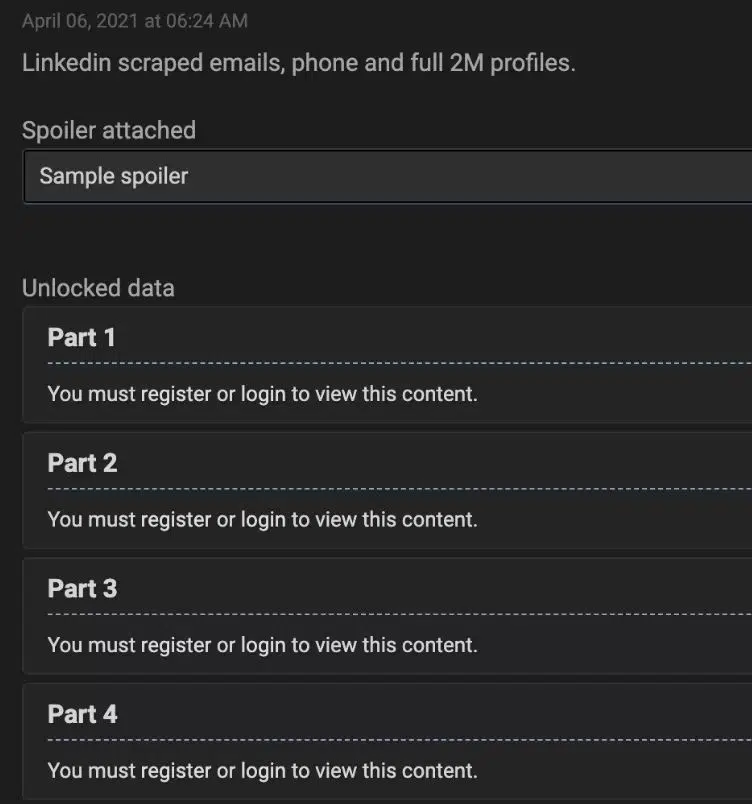 April 06, 2021 at 06:24 AM
Linkedin scraped emails, phone and full 2M profiles.
Spoiler attached
Sample spoiler
Unlocked data
Part 1
You must register or login to view this content.
Part 2
You must register or login to view this content.
Part 3
You must register or login to view this content.
Part 4
You must register or login to view this content.